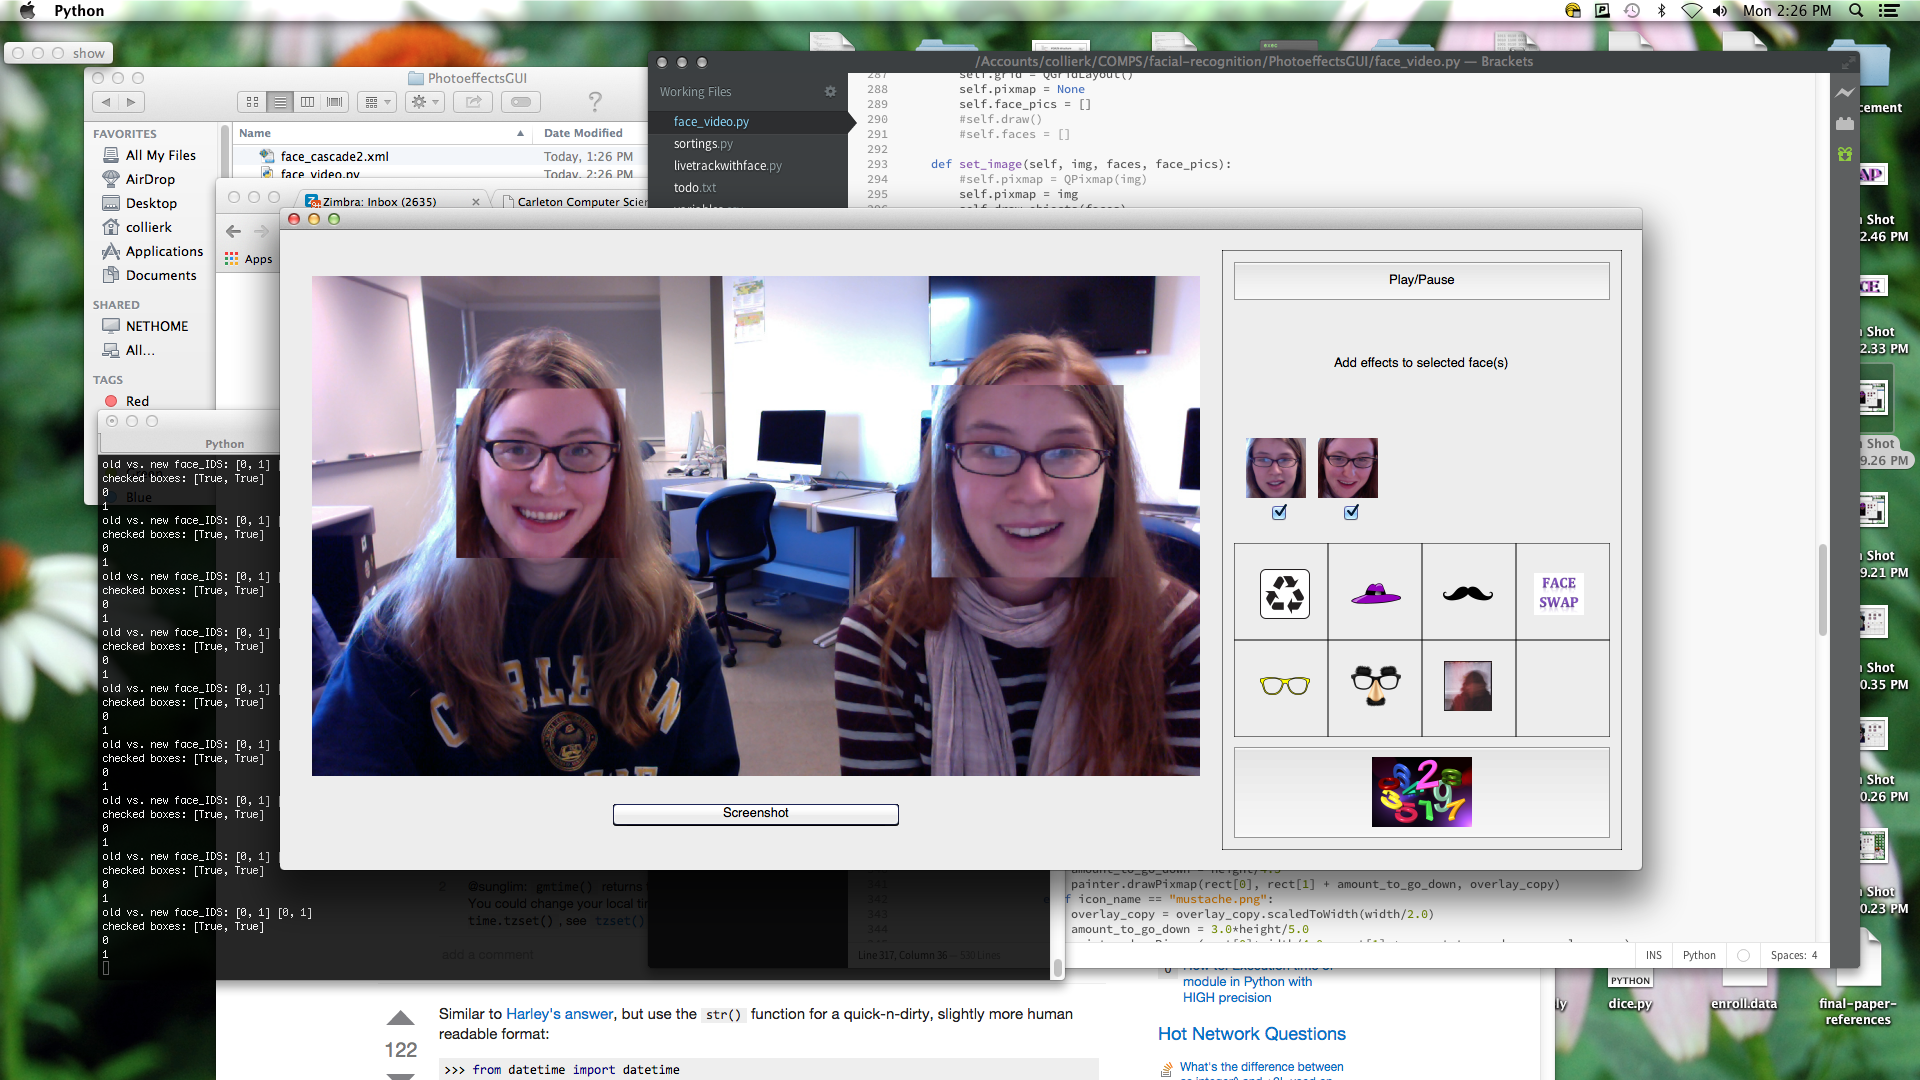 Python
Mon 2:26 PM
show
PhotoeffectsGUI
FAVORITES
All My Files
AirDrop
Desktop
collierk
Applications
Documents
SHARED
NETHOME
All...
TAGS
Red
Blue
Name
Date Modified
face_cascade2.xml
Today, 1:26 PM
face_video.py
Today, 2:26 PM
Zimbra: Inbox (2635)
Carleton Computer Scien
Apps
/Accounts/collierk/COMPS/facial-recognition/PhotoeffectsGUI/face_video.py — Brackets
Working Files
face_video.py
sortings.py
livetrackwithface.py
todo.txt
287 self.grid = QGridLayout()
288 self.pixmap = None
289 self.face_pics = []
290 #self.draw()
291 #self.faces = []
292
293 def set_image(self, img, faces, face_pics):
294 #self.pixmap = QPixmap(img)
295 self.pixmap = img
Python
old vs. new face_IDS: [0, 1]
checked boxes: [True, True]
0
1
old vs. new face_IDS: [0, 1]
checked boxes: [True, True]
0
1
old vs. new face_IDS: [0, 1]
checked boxes: [True, True]
0
1
old vs. new face_IDS: [0, 1]
checked boxes: [True, True]
0
1
old vs. new face_IDS: [0, 1]
checked boxes: [True, True]
0
1
old vs. new face_IDS: [0, 1]
checked boxes: [True, True]
0
1
old vs. new face_IDS: [0, 1]
checked boxes: [True, True]
0
1
old vs. new face_IDS: [0, 1]
checked boxes: [True, True]
0
1
old vs. new face_IDS: [0, 1] [0, 1]
checked boxes: [True, True]
0
1
Play/Pause
Add effects to selected face(s)
FACE
SWAP
Screenshot
2
@sunglim: gmtime() returns
You could change your local
time.tzset(), see tzset()
add a comment
amount_to_go_down = height/4.5
341 painter.drawPixmap(rect[0], rect[1] + amount_to_go_down, overlay_copy)
342 f icon_name == "mustache.png":
343 overlay_copy = overlay_copy.scaledToWidth(width/2.0)
344 amount_to_go_down = 3.0*height/5.0
Line 317, Column 36 — 530 Lines
INS
Python
Spaces: 4
122
Similar to Harley's answer, but use the str() function for a quick-n-dirty, slightly more human
readable format:
>>> from datetime import datetime
module in Python with
HIGH precision
Hot Network Questions
What's the difference between
cement
Shot
2.46 PM
Shot
2.33 PM
Shot
9.26 PM
Shot
9.21 PM
Shot
0.35 PM
Shot
0.26 PM
Shot
0.23 PM
PYTHON
dice.py
enroll.data
final-paper-
references